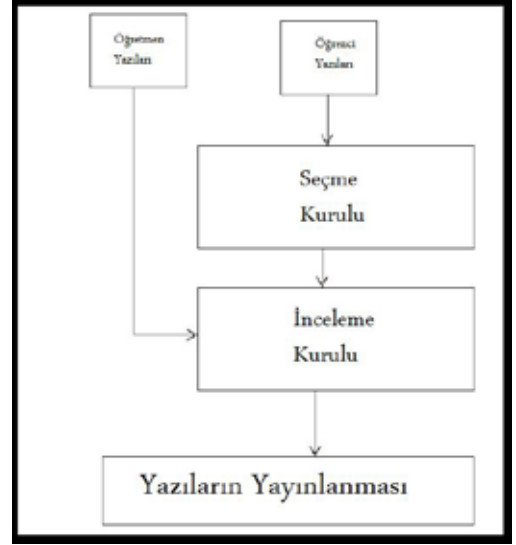 Öğretmen
Yazıları
Öğrenci
Yazıları
Seçme
Kurulu
İnceleme
Kurulu
Yazıların Yayınlanması